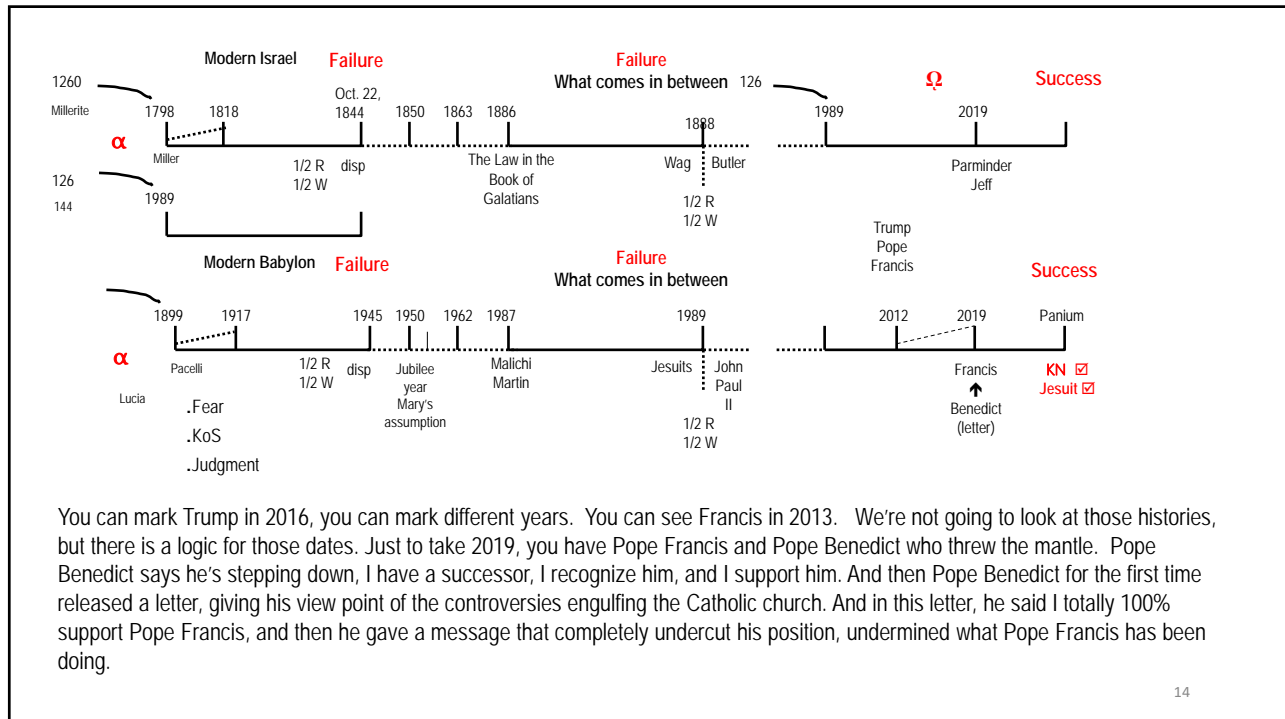 Modern Israel Failure Failure
What comes in between
1260 126 Ω Success
Millerite Oct. 22,
1798 1818 1844 1850 1863 1886 1888 1989 2019
α
Miller 1/2 R disp The Law in the Wag Butler Parminder
1/2 W Book of Jeff
Galatians
126 1989 1/2 R
144 1/2 W
Trump
Pope
Francis
Modern Babylon Failure Failure
What comes in between Success
1899 1917 1945 1950 1962 1987 1989 2012 2019 Panium
α
Pacelli 1/2 R disp Jubilee Malichi Jesuits John Francis KN ☑
1/2 W year Martin Paul 🡅 Jesuit ☑
Lucia Mary's II Benedict
assumption (letter)
.Fear 1/2 R
.KoS 1/2 W
.Judgment
You can mark Trump in 2016, you can mark different years. You can see Francis in 2013. We're not going to look at those histories,
but there is a logic for those dates. Just to take 2019, you have Pope Francis and Pope Benedict who threw the mantle. Pope
Benedict says he's stepping down, I have a successor, I recognize him, and I support him. And then Pope Benedict for the first time
released a letter, giving his view point of the controversies engulfing the Catholic church. And in this letter, he said I totally 100%
support Pope Francis, and then he gave a message that completely undercut his position, undermined what Pope Francis has been
doing.
14